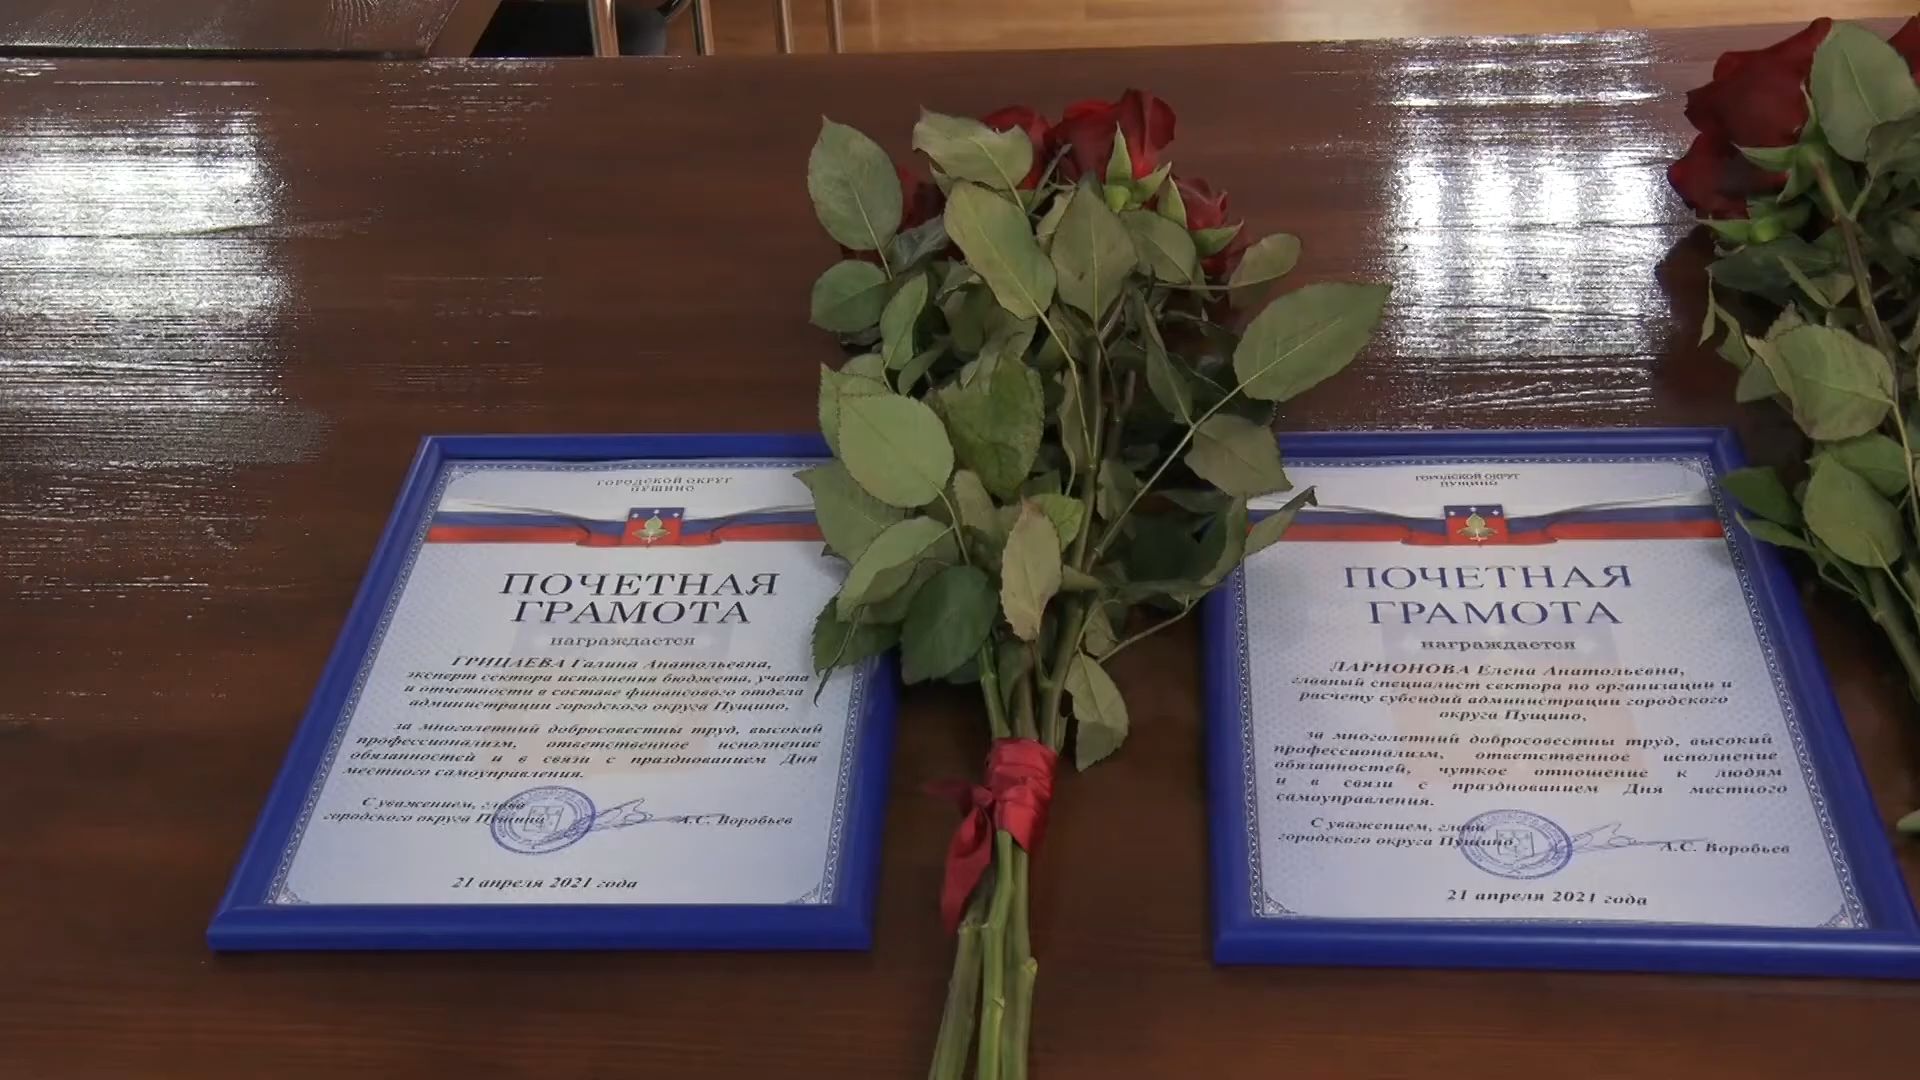 ГОРОДСКОЙ ОКРУГ
ПУЩИНО
ПОЧЕТНАЯ
ГРАМОТА
награждается
ГРИЦАЕВА Галина Анатольевна,
эксперт сектора исполнения бюджета, учета
и отчетности в составе финансового отдела
администрации городского округа Пущино,
за многолетний добросовестны труд, высокий
профессионализм, ответственное исполнение
обязанностей и в связи с празднованием Дня
местного самоуправления.
С уважением, глава
городского округа Пущино А.С. Воробьев
21 апреля 2021 года
ГОРОДСКОЙ ОКРУГ
ПУЩИНО
ПОЧЕТНАЯ
ГРАМОТА
награждается
ЛАРИОНОВА Елена Анатольевна,
главный специалист сектора по организации и
расчету субсидий администрации городского
округа Пущино,
за многолетний добросовестны труд, высокий
профессионализм, ответственное исполнение
обязанностей, чуткое отношение к людям
и в связи с празднованием Дня местного
самоуправления.
С уважением, глава
городского округа Пущино А.С. Воробьев
21 апреля 2021 года